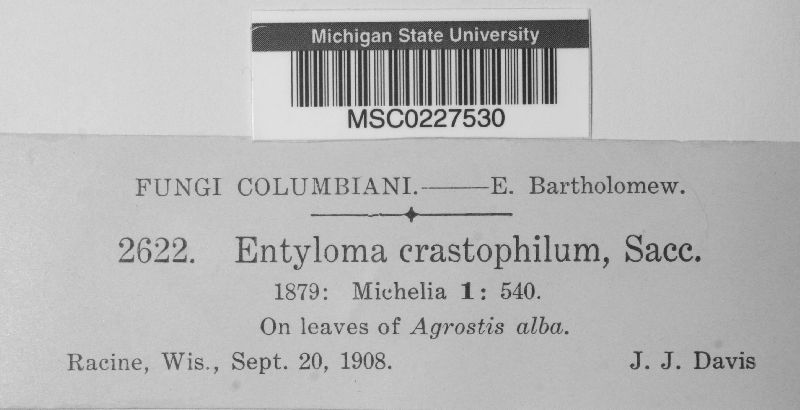 Michigan State University
MSC0227530
FUNGI COLUMBIANI.——E. Bartholomew.
2622. Entyloma crastophilum, Sacc.
1879: Michelia 1: 540.
On leaves of Agrostis alba.
Racine, Wis., Sept. 20, 1908. J. J. Davis